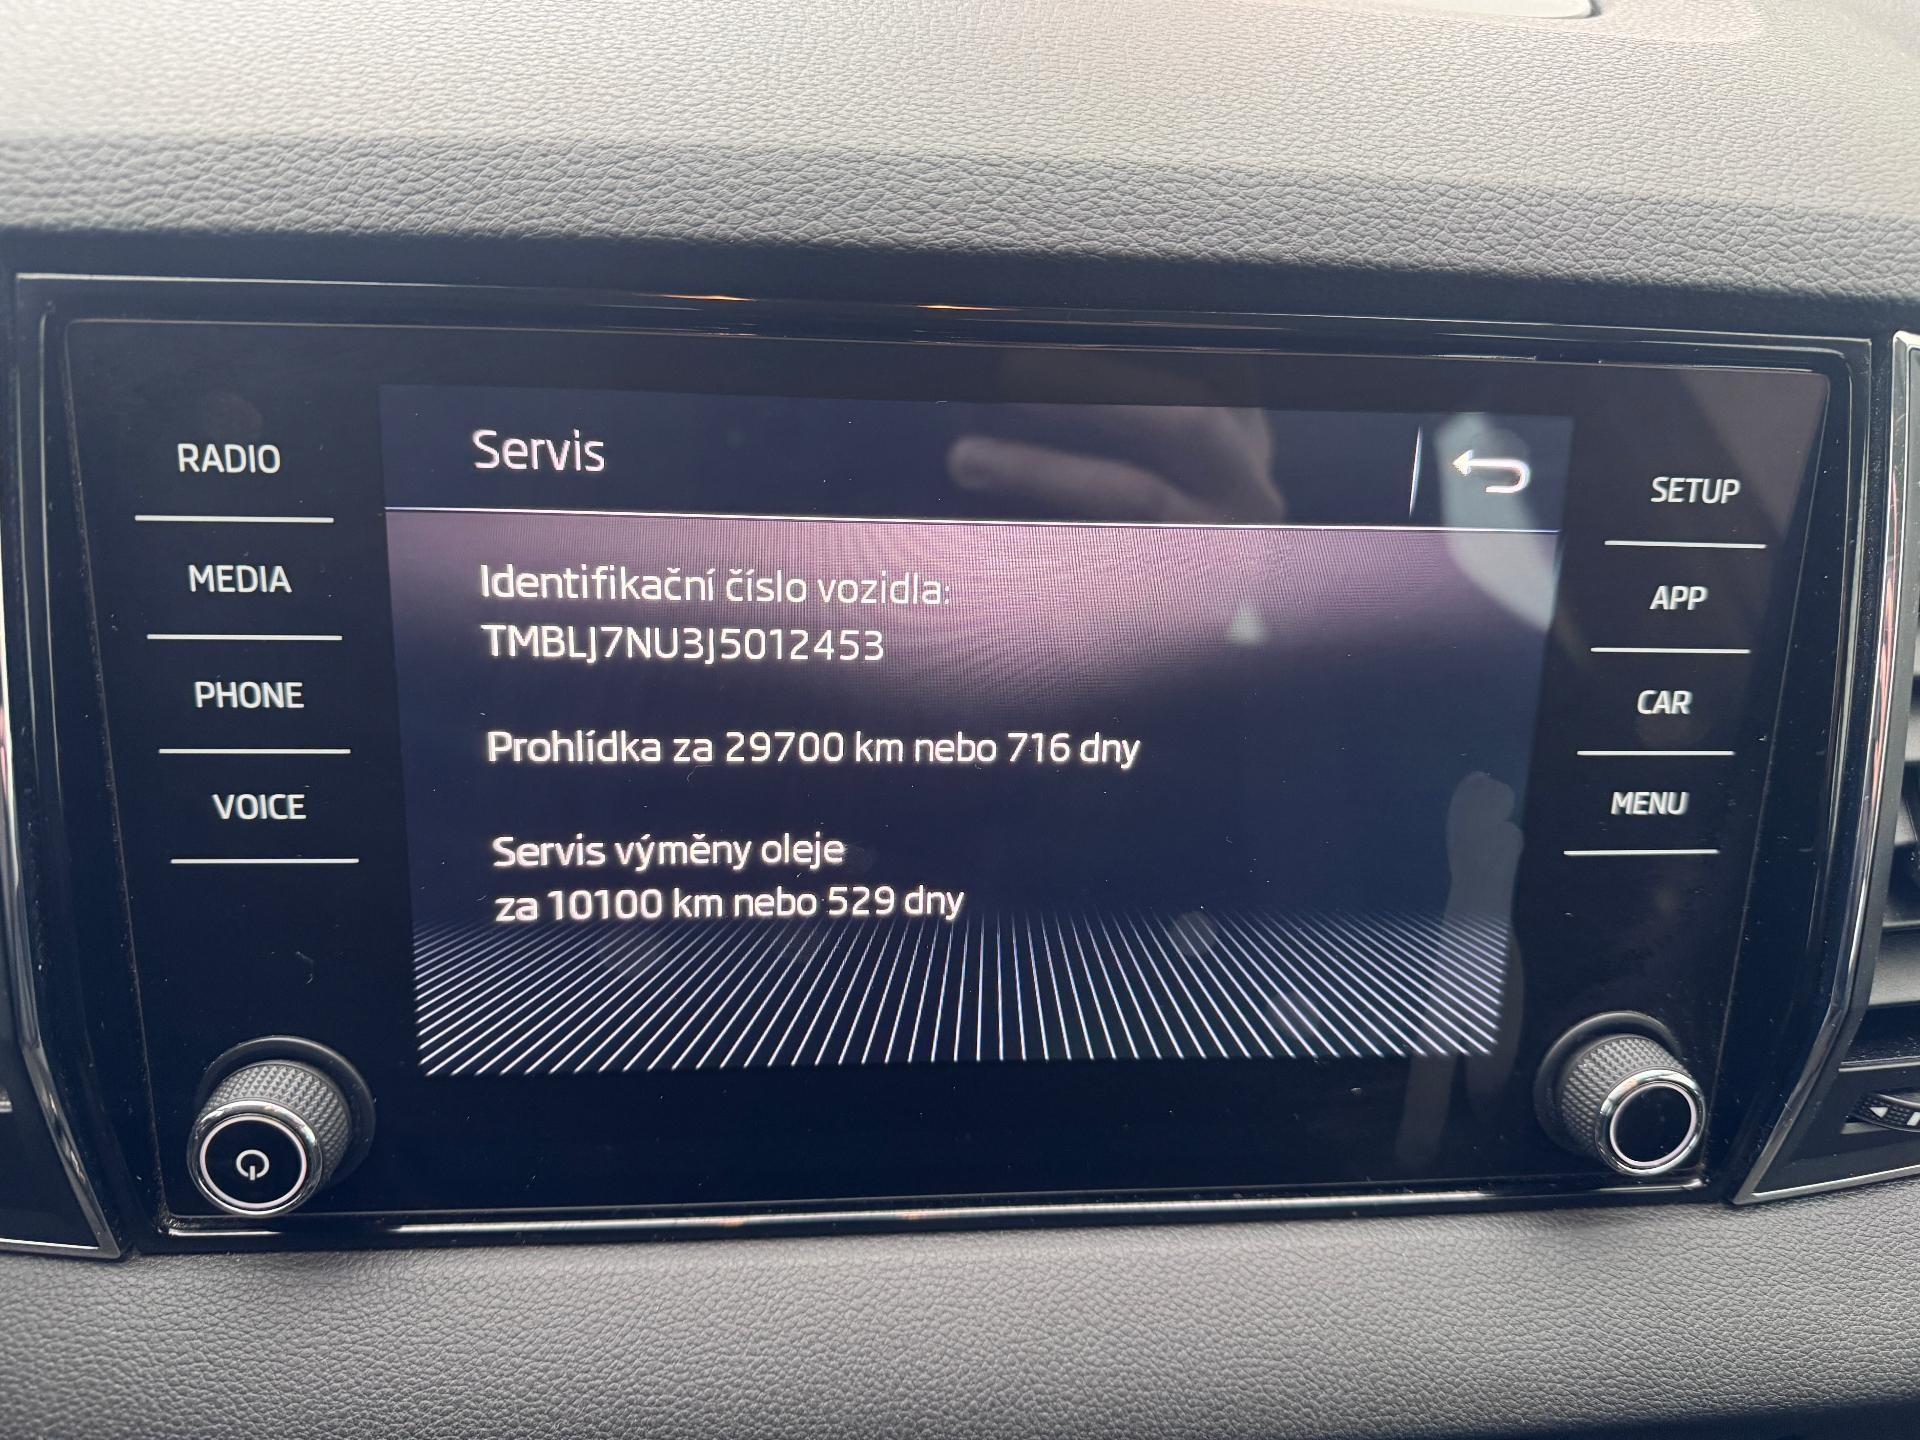 Servis
RADIO
MEDIA
PHONE
VOICE
Identifikační číslo vozidla:
TMBLJ7NU3J5012453
Prohlídka za 29700 km nebo 716 dny
Servis výměny oleje
za 10100 km nebo 529 dny
SETUP
APP
CAR
MENU